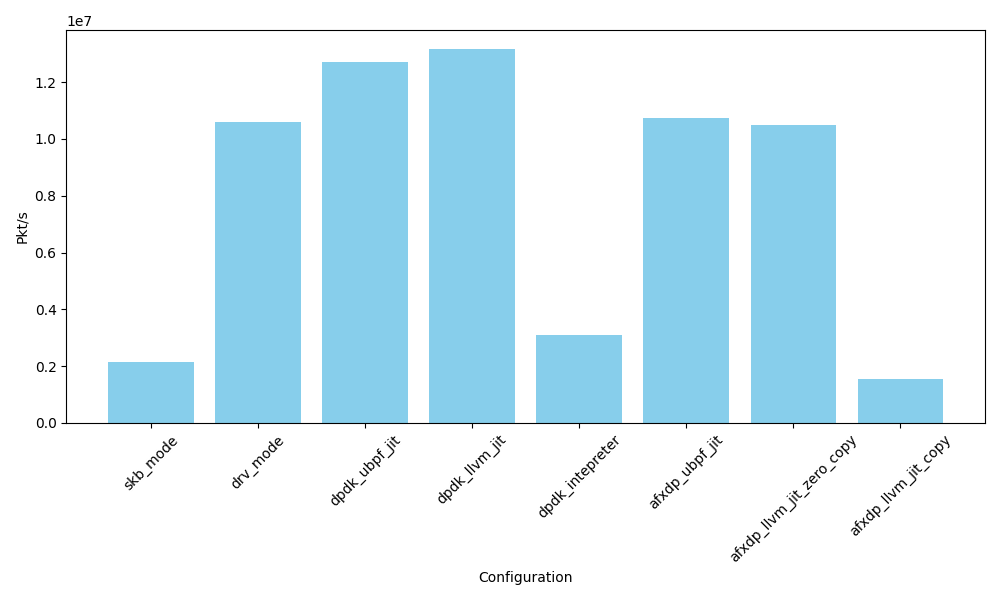 1e7
1.2
1.0
0.8
0.6
0.4
0.2
0.0
Pkt/s
skb_mode
drv_mode
dpdk_ubpf_jit
dpdk_llvm_jit
dpdk_intepreter
afxdp_ubpf_jit
afxdp_llvm_jit_zero_copy
afxdp_llvm_jit_copy
Configuration